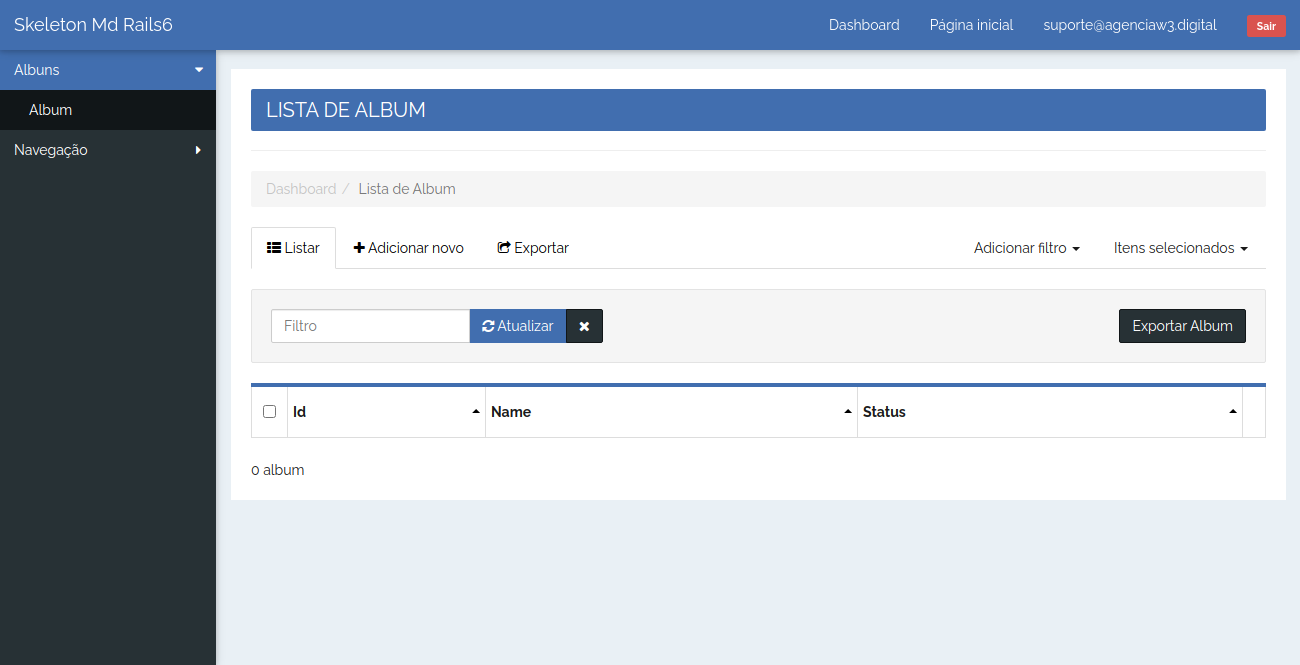 Skeleton Md Rails6 Dashboard Página inicial suporte@agenciaw3.digital Sair
Albuns
Album
Navegação
LISTA DE ALBUM
Dashboard / Lista de Album
Listar Adicionar novo Exportar Adicionar filtro Itens selecionados
Filtro Atualizar Exportar Album
Id Name Status
0 album